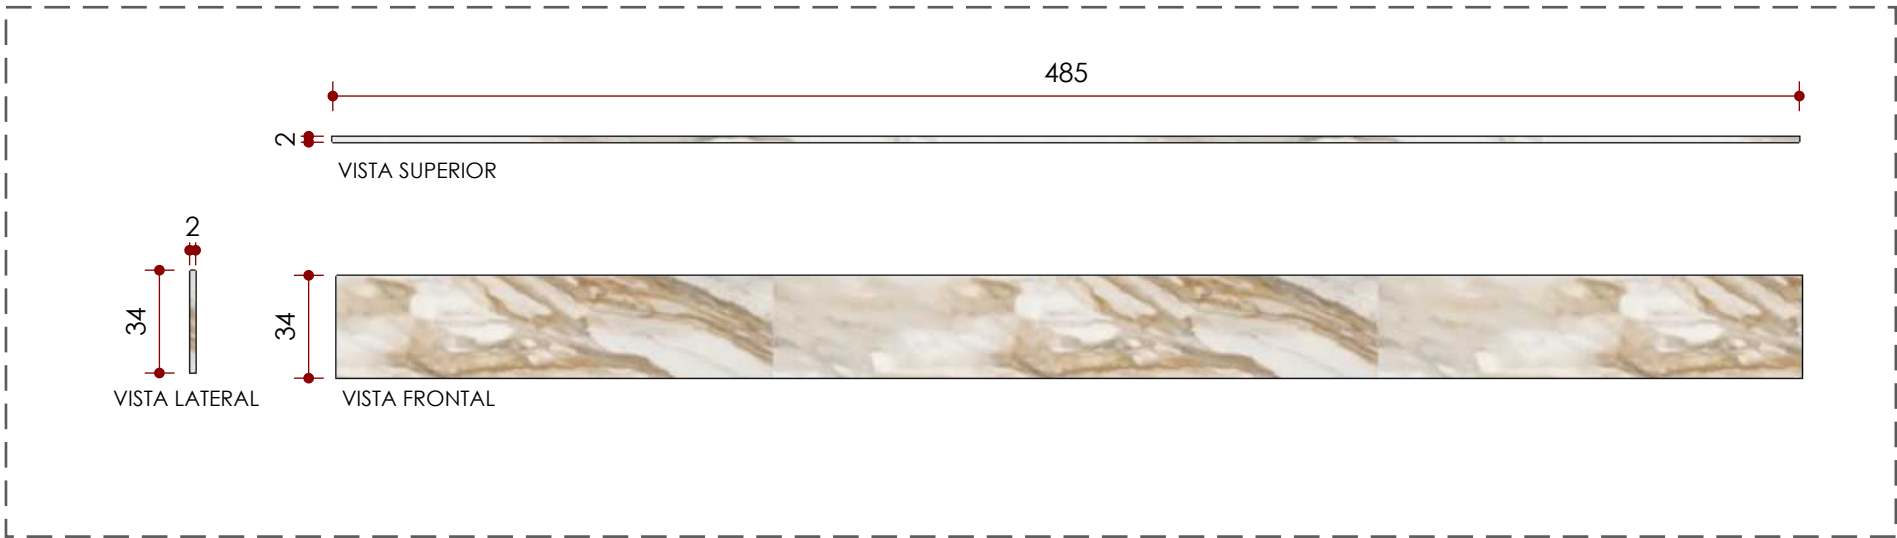 485
2
VISTA SUPERIOR
2
34
34
VISTA LATERAL
VISTA FRONTAL